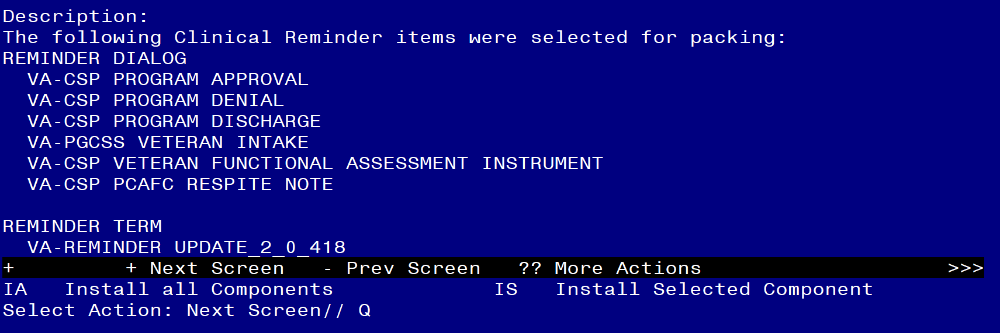 Description:
The following Clinical Reminder items were selected for packing:
REMINDER DIALOG
  VA-CSP PROGRAM APPROVAL
  VA-CSP PROGRAM DENIAL
  VA-CSP PROGRAM DISCHARGE
  VA-PGCSS VETERAN INTAKE
  VA-CSP VETERAN FUNCTIONAL ASSESSMENT INSTRUMENT
  VA-CSP PCAFC RESPITE NOTE

REMINDER TERM
  VA-REMINDER UPDATE_2_0_418
+         + Next Screen   - Prev Screen   ?? More Actions                    >>>
IA   Install all Components             IS   Install Selected Component
Select Action: Next Screen// Q